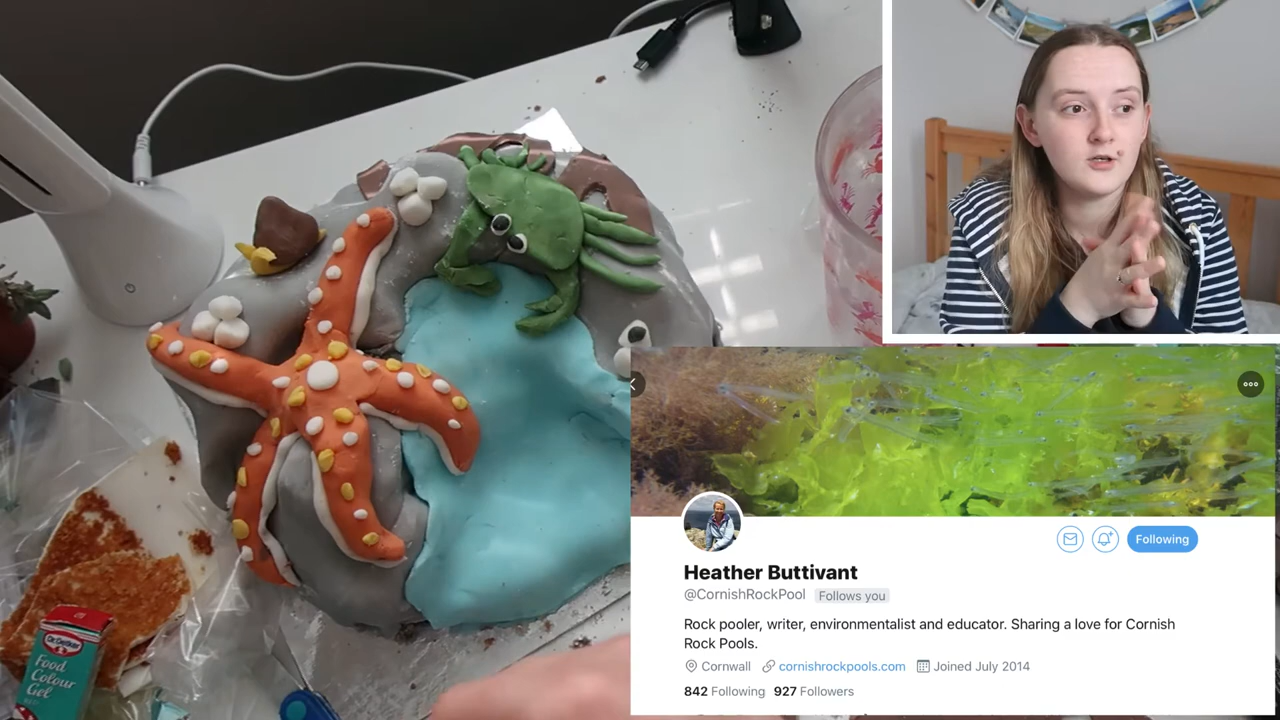 Following
Heather Buttivant
@CornishRockPool Follows you
Rock pooler, writer, environmentalist and educator. Sharing a love for Cornish
Rock Pools.
Cornwall cornishrockpools.com Joined July 2014
842 Following 927 Followers
Dr. Oetker
Food
Colour
Gel